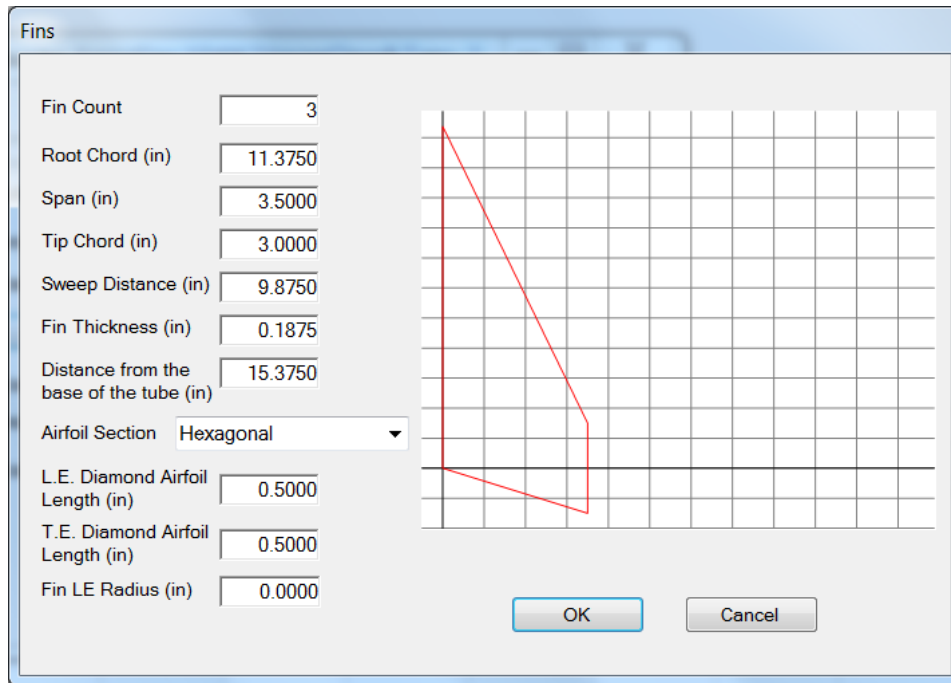 Fins
Fin Count 3
Root Chord (in) 11.3750
Span (in) 3.5000
Tip Chord (in) 3.0000
Sweep Distance (in) 9.8750
Fin Thickness (in) 0.1875
Distance from the
base of the tube (in) 15.3750
Airfoil Section Hexagonal
L.E. Diamond Airfoil
Length (in) 0.5000
T.E. Diamond Airfoil
Length (in) 0.5000
Fin LE Radius (in) 0.0000
OK Cancel